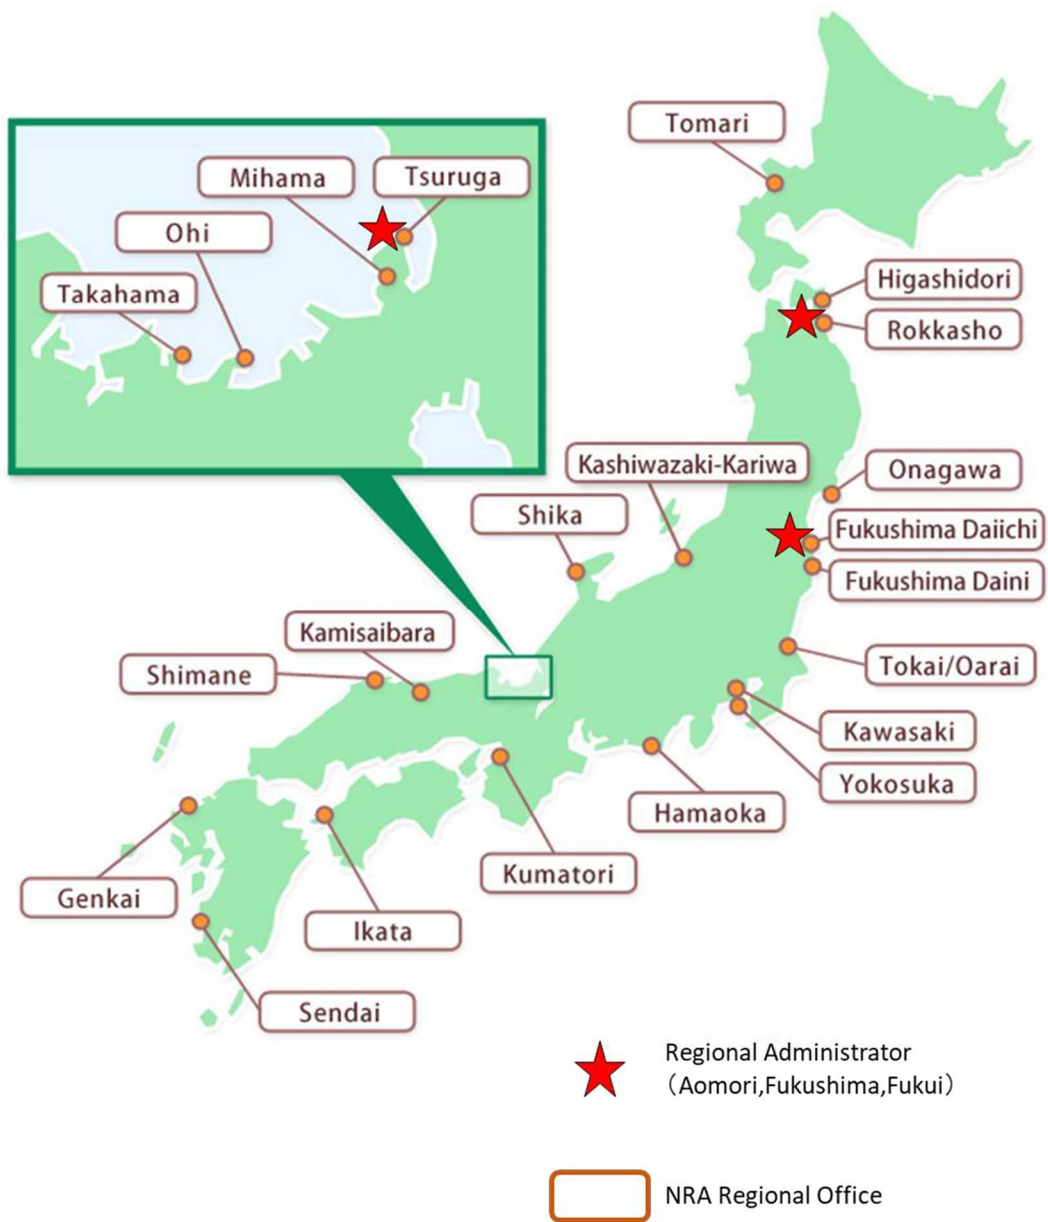 Tomari
Mihama
Tsuruga
Ohi
Takahama
Higashidori
Rokkasho
Kashiwazaki-Kariwa
Onagawa
Shika
Fukushima Daiichi
Fukushima Daini
Kamisaibara
Shimane
Tokai/Oarai
Kawasaki
Yokosuka
Hamaoka
Kumatori
Genkai
Ikata
Sendai
Regional Administrator
（Aomori,Fukushima,Fukui）
NRA Regional Office